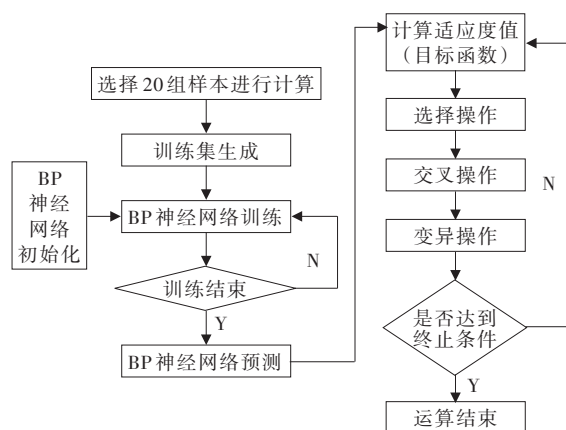 选择20组样本进行计算
训练集生成
BP
神经
网络
初始化
BP神经网络训练
N
训练结束
Y
BP神经网络预测
计算适应度值
（目标函数）
选择操作
交叉操作
N
变异操作
是否达到
终止条件
Y
运算结束